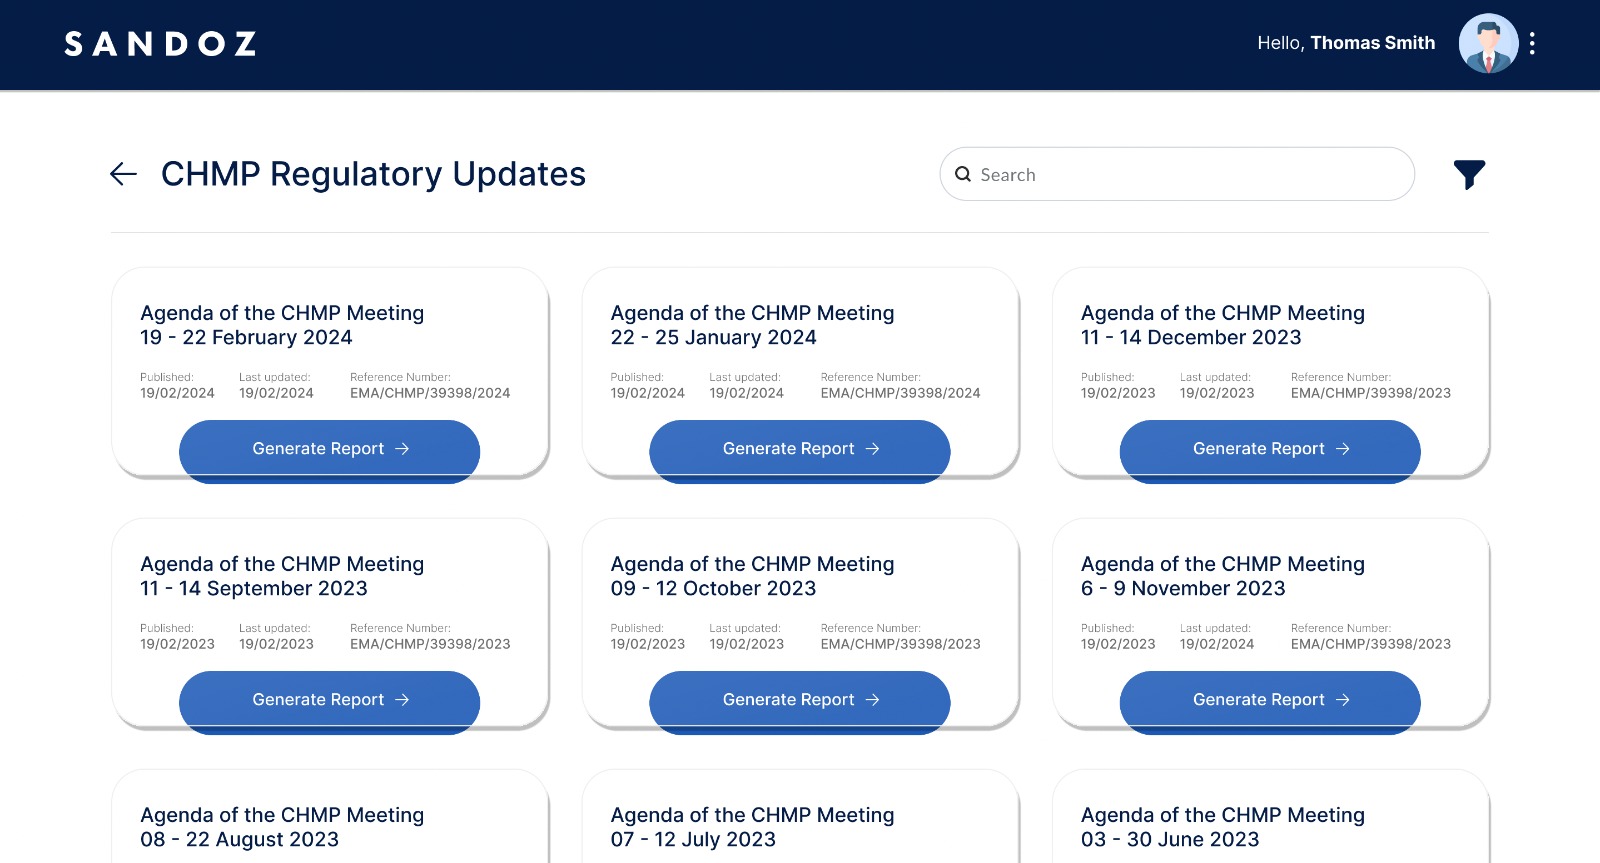 SANDOZ
Hello, Thomas Smith
CHMP Regulatory Updates
Search
Agenda of the CHMP Meeting
19 - 22 February 2024
Published:
19/02/2024
Last updated:
19/02/2024
Reference Number:
EMA/CHMP/39398/2024
Generate Report
Agenda of the CHMP Meeting
22 - 25 January 2024
Published:
19/02/2024
Last updated:
19/02/2024
Reference Number:
EMA/CHMP/39398/2024
Generate Report
Agenda of the CHMP Meeting
11 - 14 December 2023
Published:
19/02/2023
Last updated:
19/02/2023
Reference Number:
EMA/CHMP/39398/2023
Generate Report
Agenda of the CHMP Meeting
11 - 14 September 2023
Published:
19/02/2023
Last updated:
19/02/2023
Reference Number:
EMA/CHMP/39398/2023
Generate Report
Agenda of the CHMP Meeting
09 - 12 October 2023
Published:
19/02/2023
Last updated:
19/02/2023
Reference Number:
EMA/CHMP/39398/2023
Generate Report
Agenda of the CHMP Meeting
6 - 9 November 2023
Published:
19/02/2023
Last updated:
19/02/2024
Reference Number:
EMA/CHMP/39398/2023
Generate Report
Agenda of the CHMP Meeting
08 - 22 August 2023
Agenda of the CHMP Meeting
07 - 12 July 2023
Agenda of the CHMP Meeting
03 - 30 June 2023